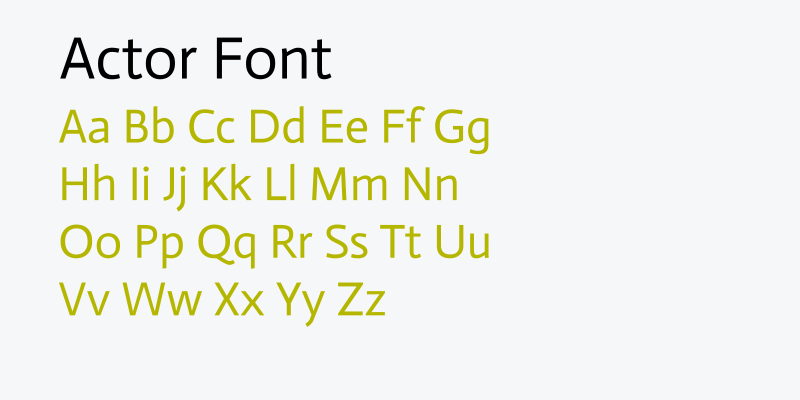 Actor Font
Aa Bb Cc Dd Ee Ff Gg
Hh Ii Jj Kk Ll Mm Nn
Oo Pp Qq Rr Ss Tt Uu
Vv Ww Xx Yy Zz